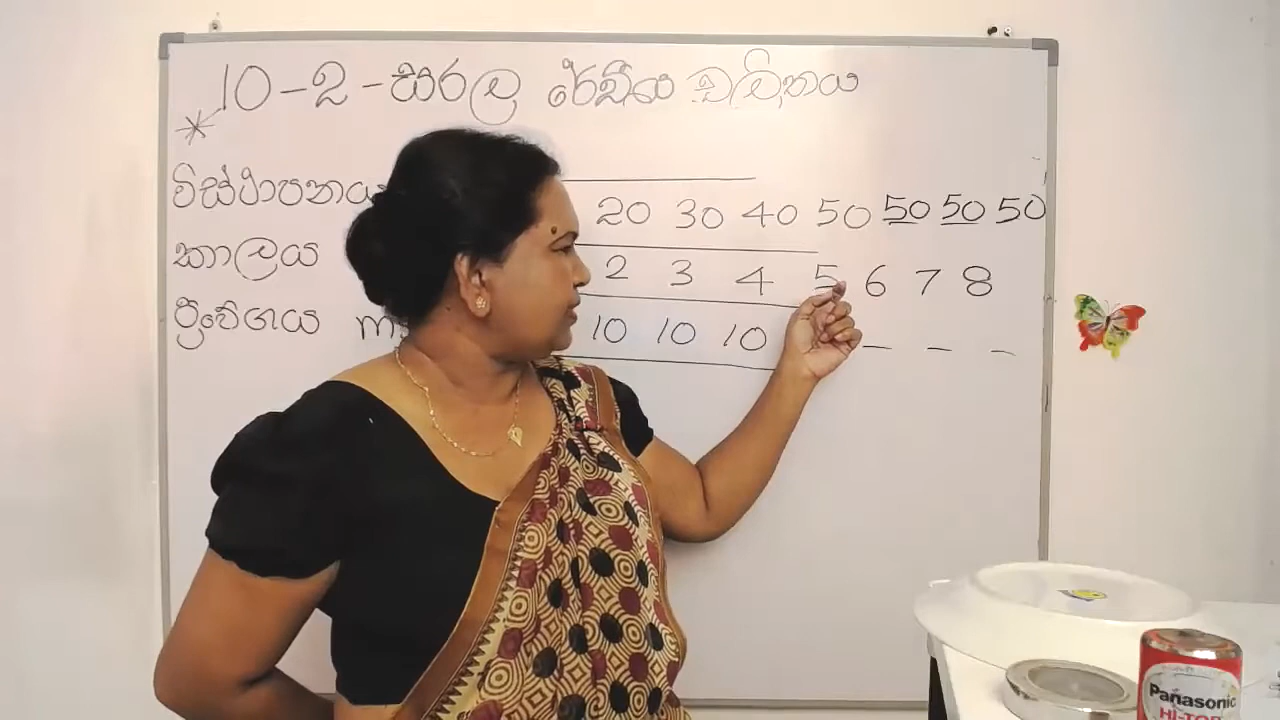 10-2-සරල රේඛීය චලිතය
*
විස්ථාපනය 20 30 40 50 50 50 50
කාලය 2 3 4 5 6 7 8
ප්‍රවේගය m 10 10 10 _ _ _
Panasonic
HI-TOP